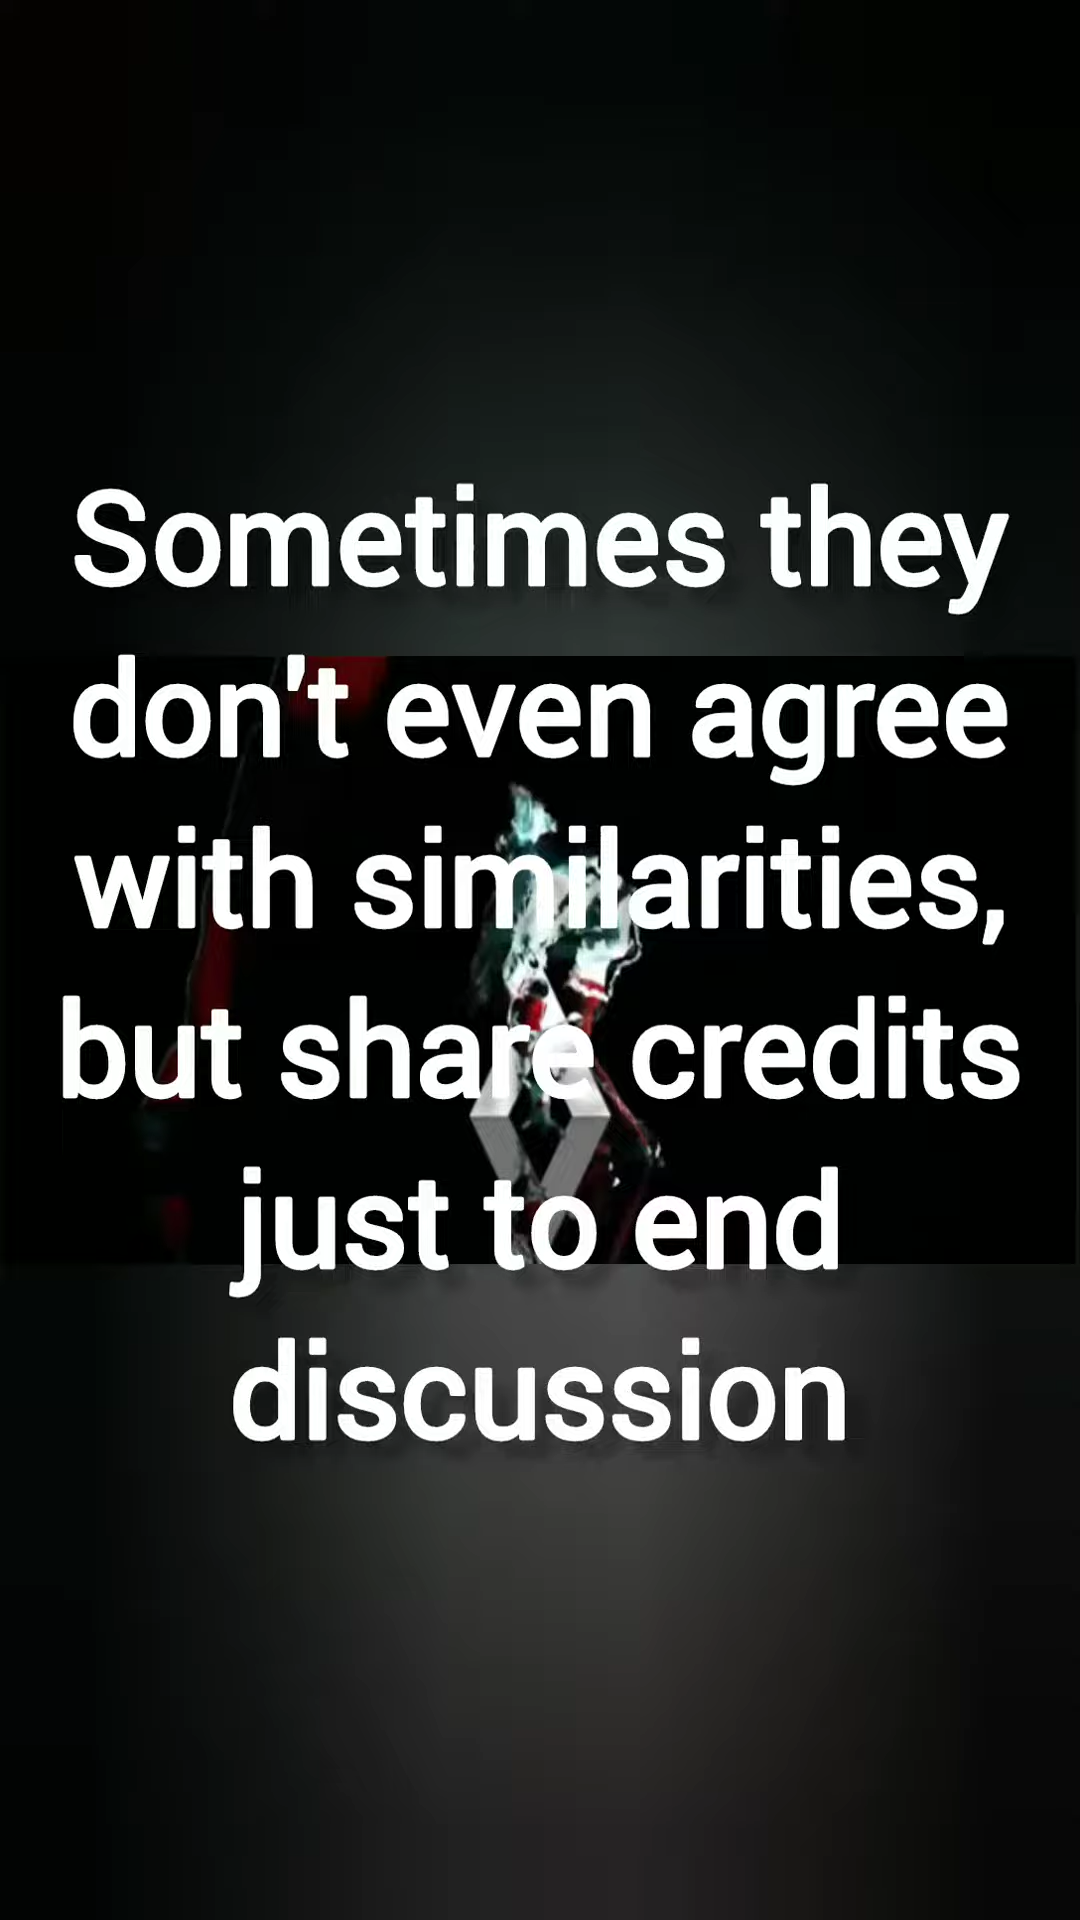 Sometimes they
don't even agree
with similarities,
but share credits
just to end
discussion